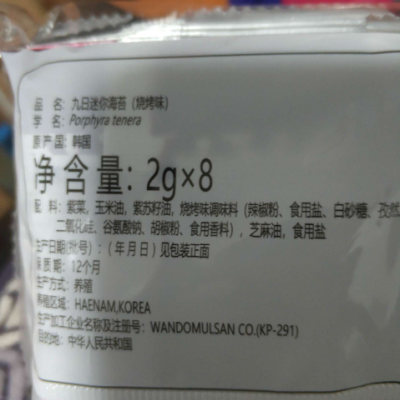 品 名：九日迷你海苔（烧烤味）
学 名：Porphyra tenera
原 产 国：韩国
净含量: 2g×8
配 料：紫菜，玉米油，紫苏籽油，烧烤味调味料（辣椒粉、食用盐、白砂糖、孜然
二氧化硅、谷氨酸钠、胡椒粉、食用香料），芝麻油，食用盐
生产日期(批号)：（年月日）见包装正面
保 质 期：12个月
生产方式：养殖
养殖区域：HAENAM,KOREA
生产加工企业名称及注册号：WANDOMULSAN CO.(KP-291)
目的地：中华人民共和国